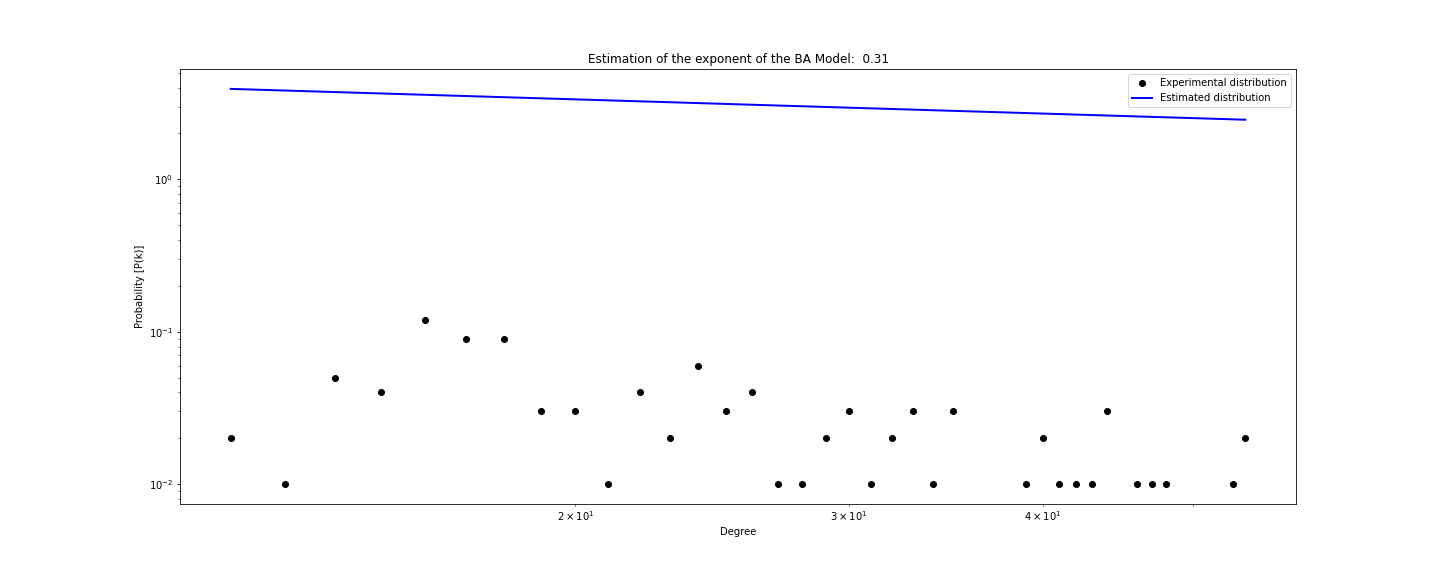 Estimation of the exponent of the BA Model:  0.31
Experimental distribution
Estimated distribution
10⁰
10⁻¹
10⁻²
Probability [P(k)]
2 × 10¹
3 × 10¹
4 × 10¹
Degree